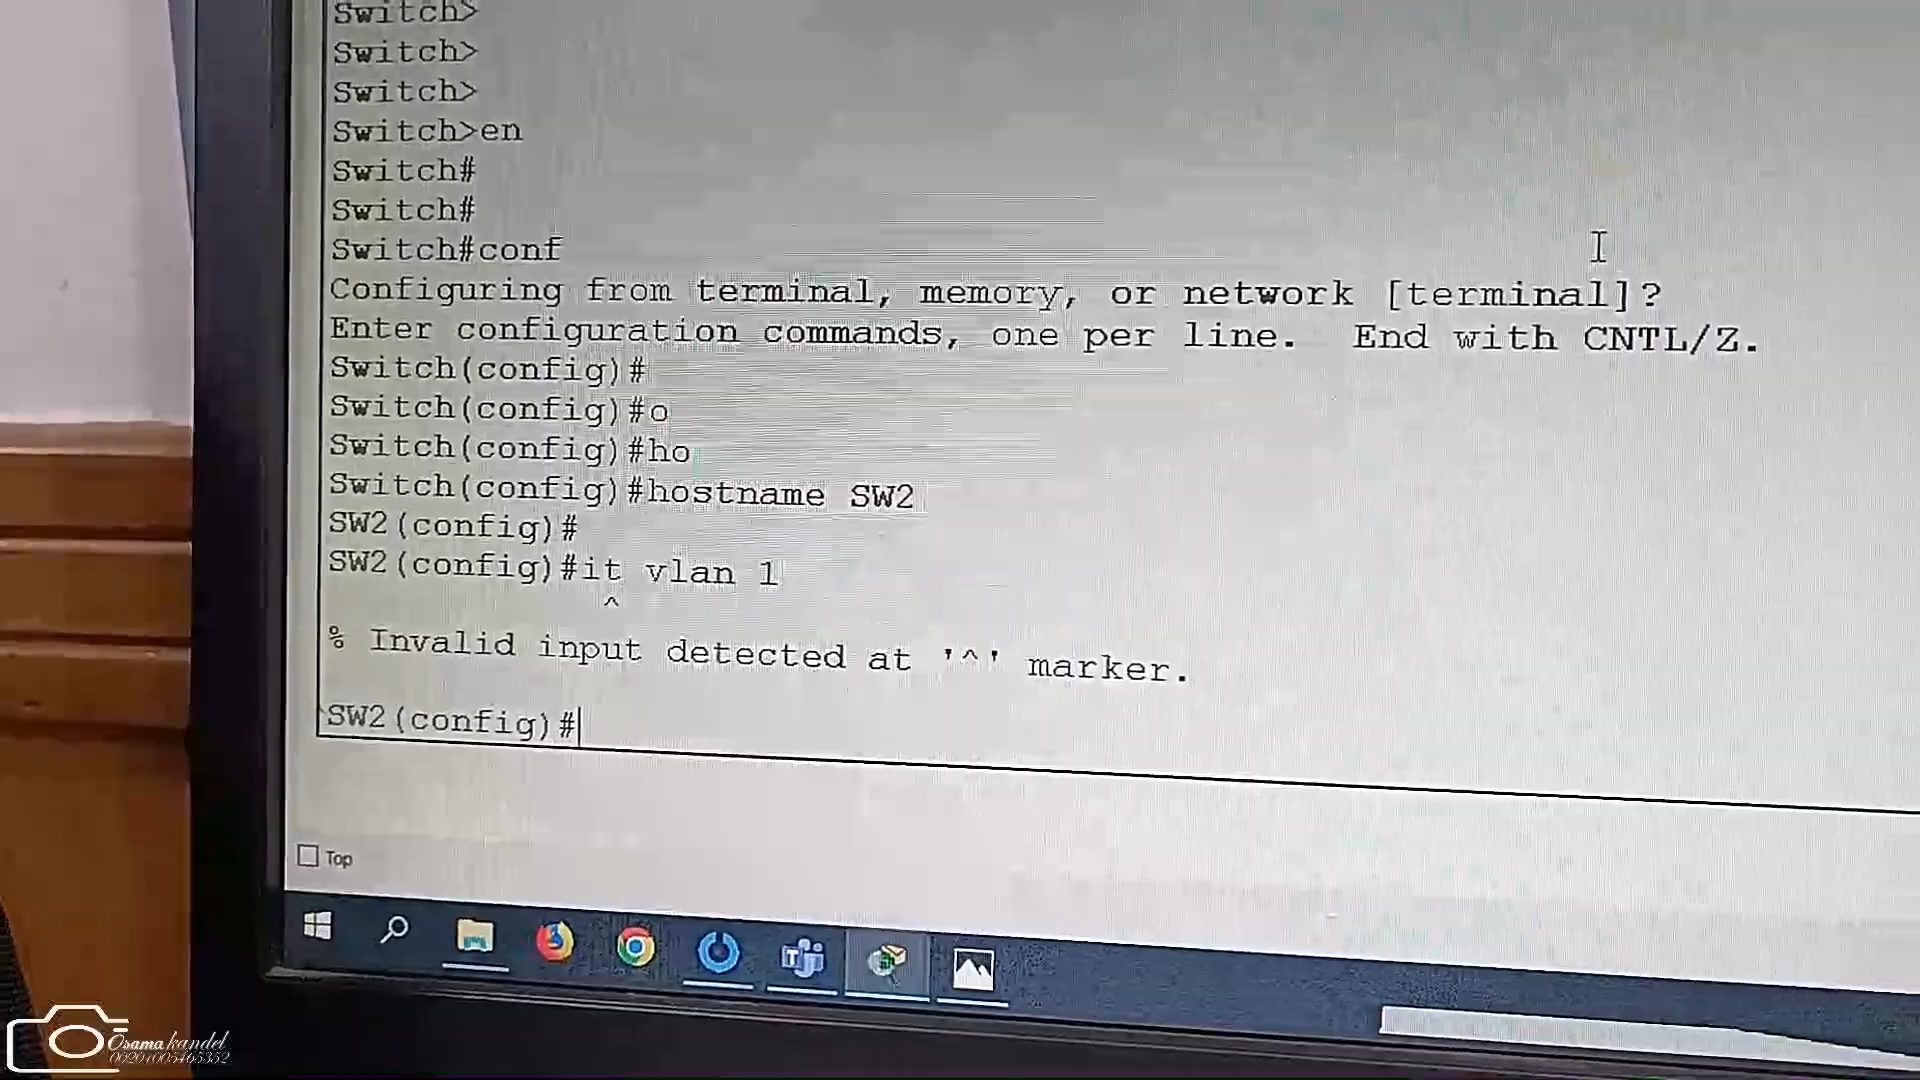 Switch>
Switch>
Switch>
Switch>en
Switch#
Switch#
Switch#conf
Configuring from terminal, memory, or network [terminal]?
Enter configuration commands, one per line.  End with CNTL/Z.
Switch(config)#
Switch(config)#o
Switch(config)#ho
Switch(config)#hostname SW2
SW2(config)#
SW2(config)#it vlan 1
^
% Invalid input detected at '^' marker.
SW2(config)#
Top
Osama kandel
00201005465352